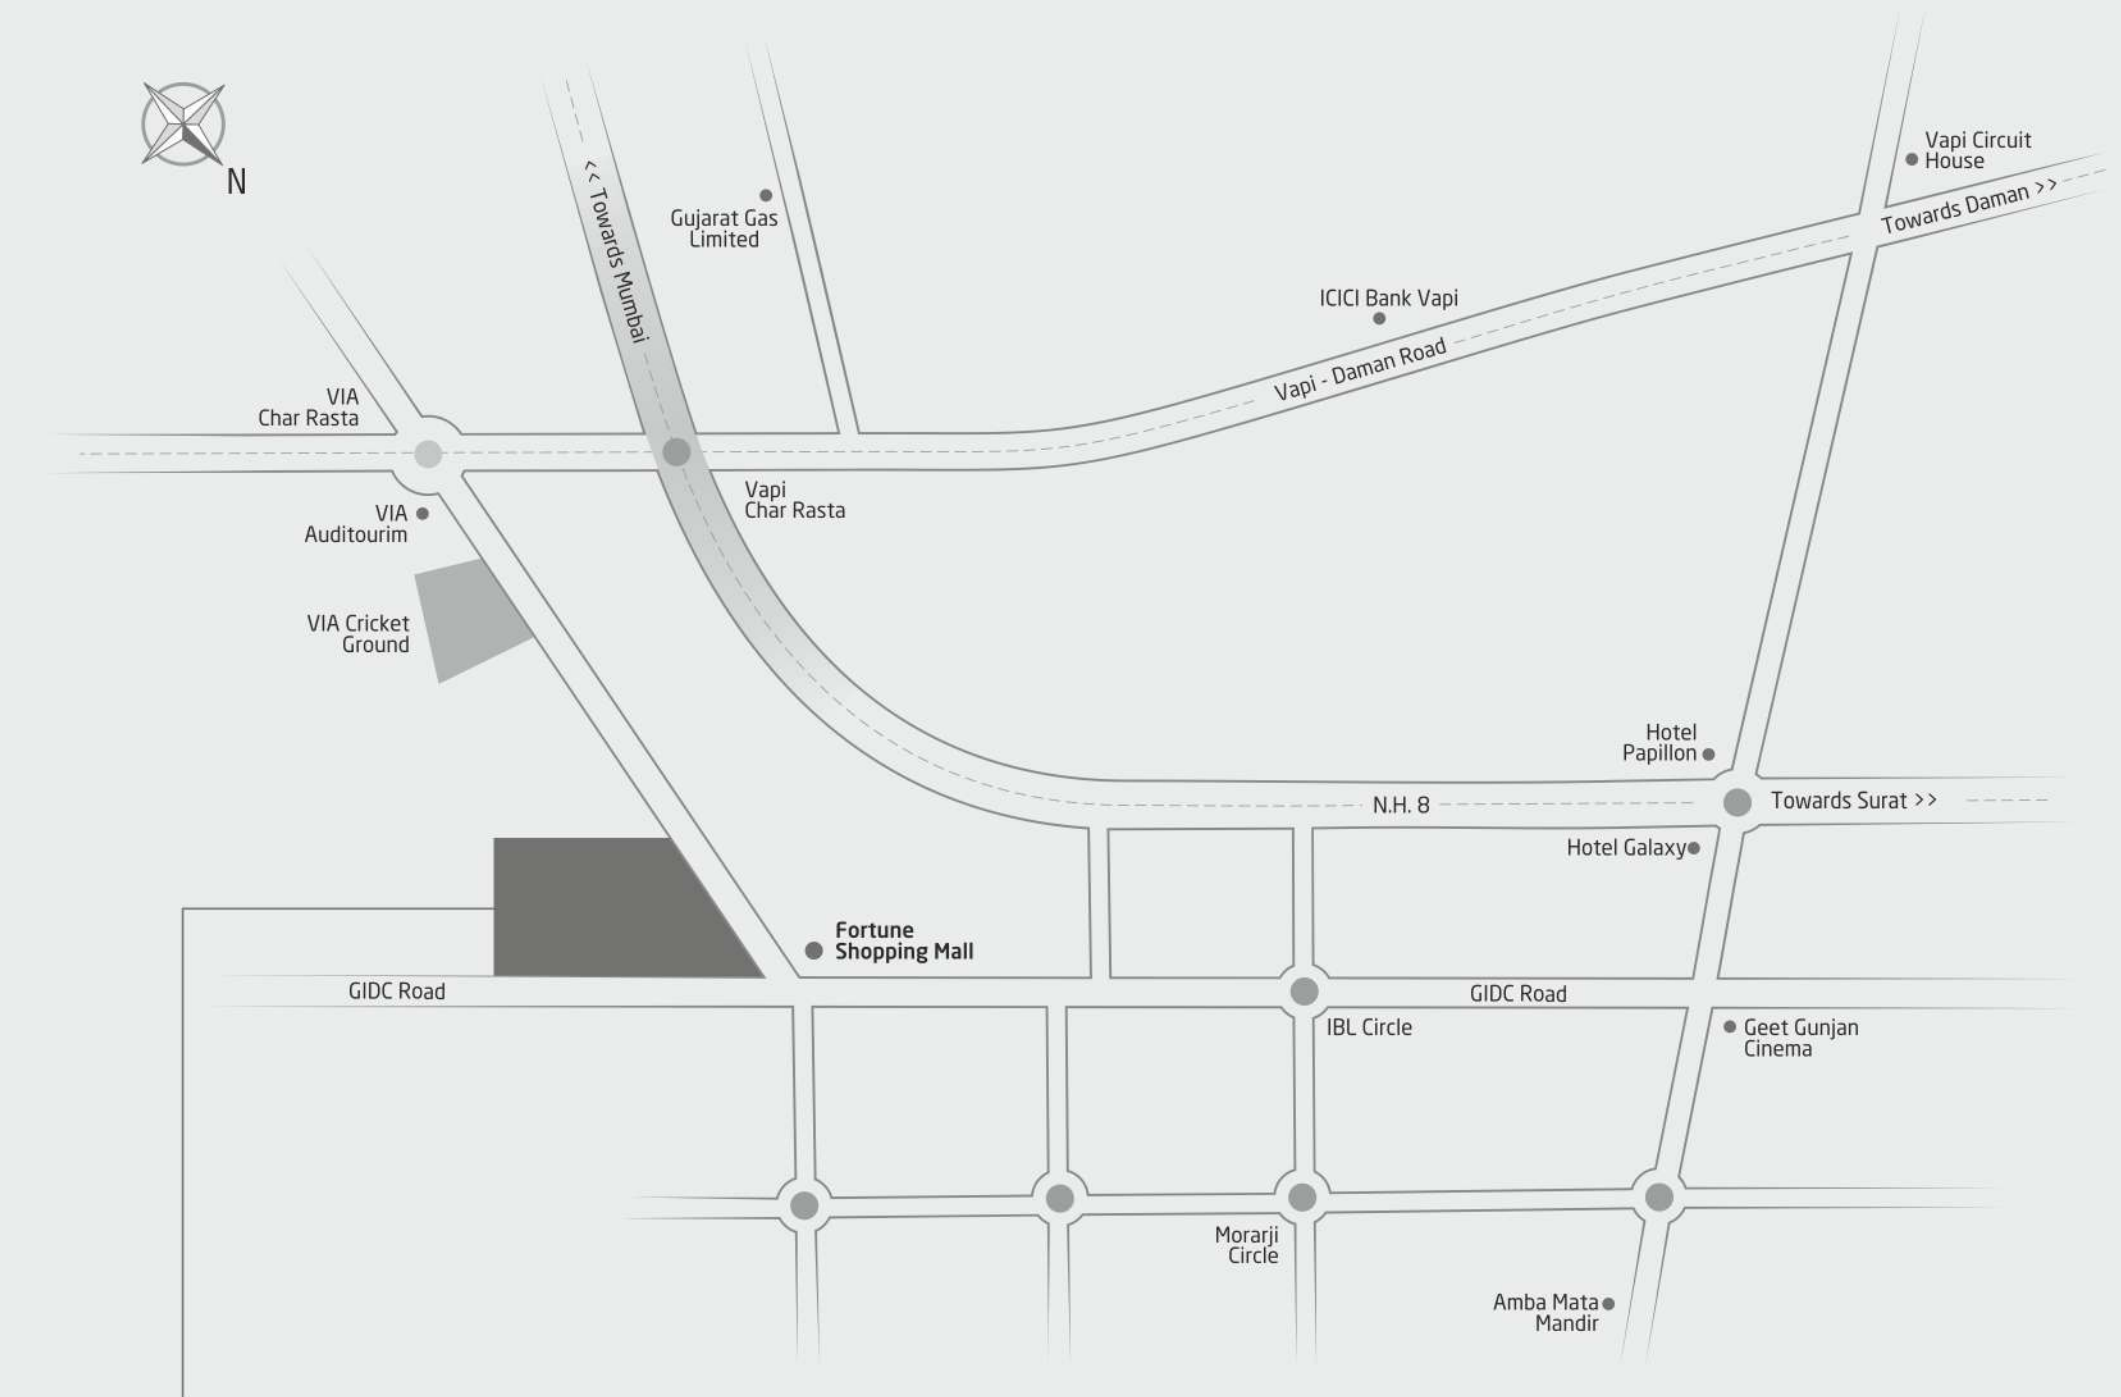 N
Vapi Circuit
House
Towards Daman >>
<< Towards Mumbai
Gujarat Gas
Limited
ICICI Bank Vapi
Vapi - Daman Road
VIA
Char Rasta
Vapi
Char Rasta
VIA
Auditourim
VIA Cricket
Ground
Hotel
Papillon
N.H. 8
Towards Surat >>
Hotel Galaxy
Fortune
Shopping Mall
GIDC Road
GIDC Road
IBL Circle
Geet Gunjan
Cinema
Morarji
Circle
Amba Mata
Mandir